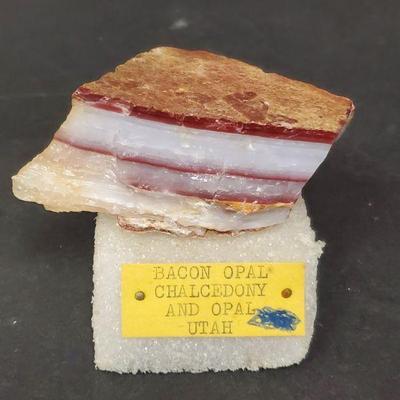 BACON OPAL
CHALCEDONY
AND OPAL
UTAH